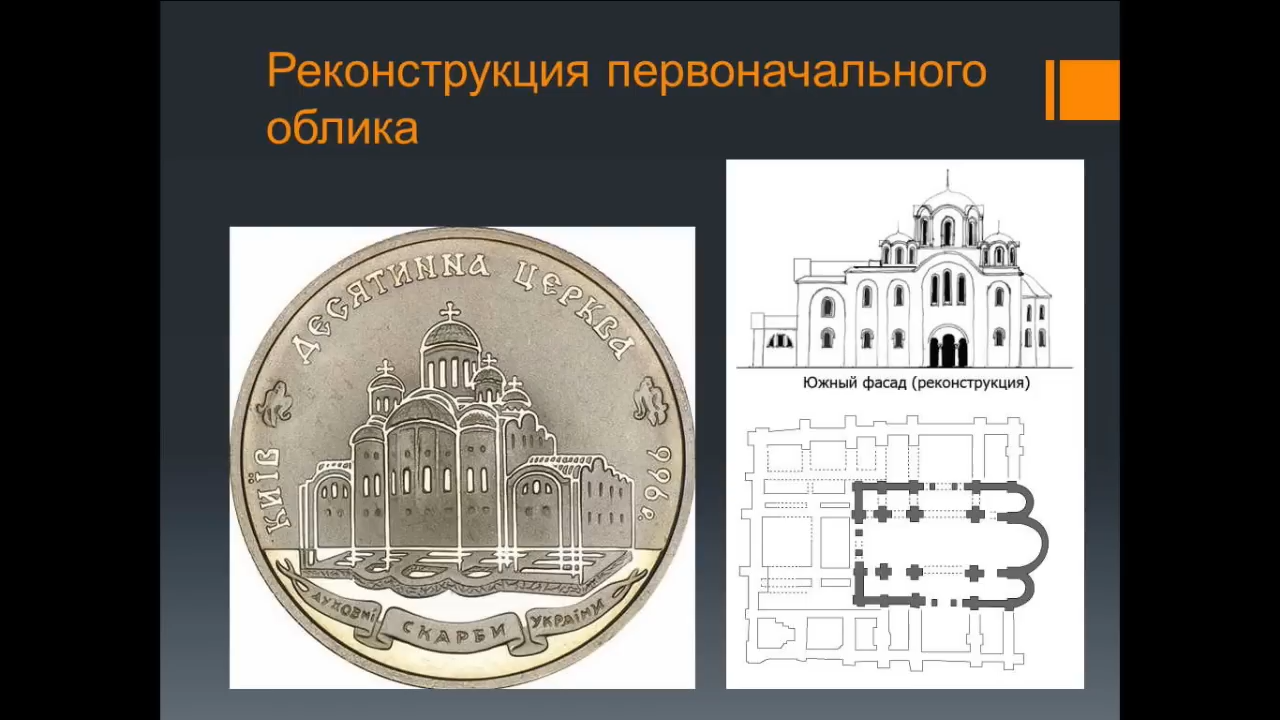 Реконструкция первоначального
облика
ДЕСЯТИННА ЦЕРКВА
КИЇВ
996 р.
ДУХОВНІ СКАРБИ УКРАЇНИ
Южный фасад (реконструкция)